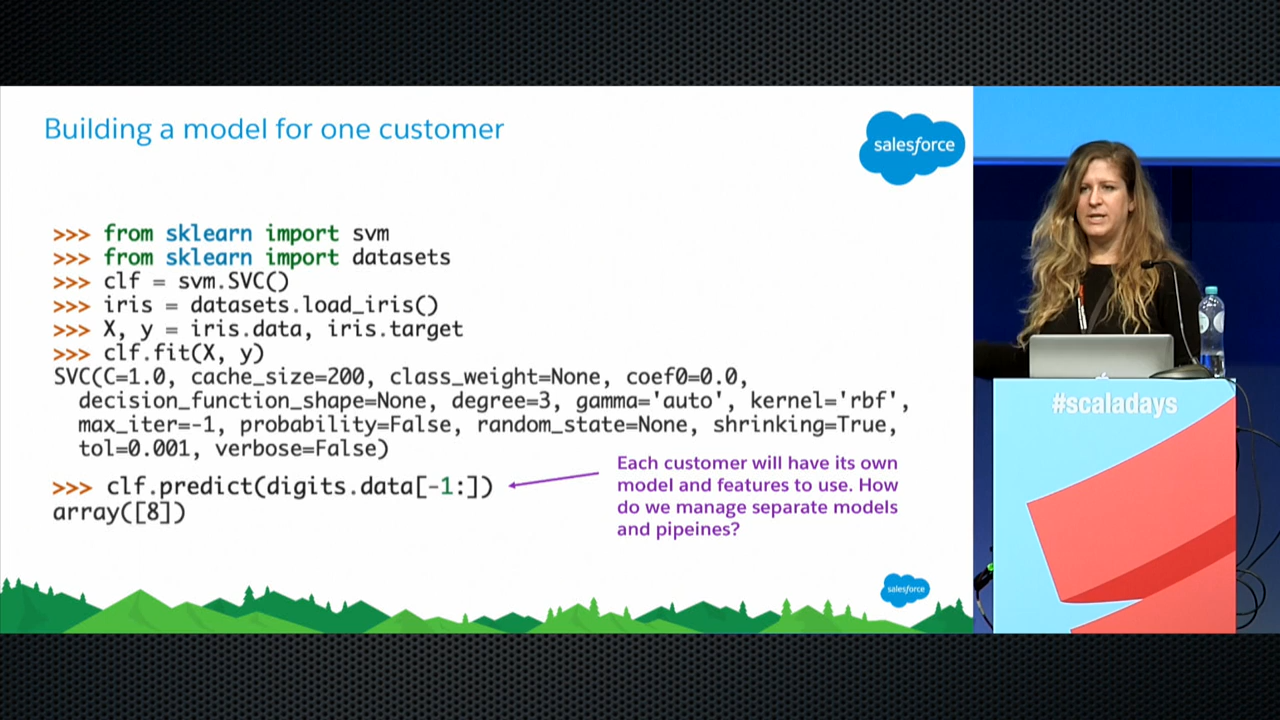 Building a model for one customer
salesforce
>>> from sklearn import svm
>>> from sklearn import datasets
>>> clf = svm.SVC()
>>> iris = datasets.load_iris()
>>> X, y = iris.data, iris.target
>>> clf.fit(X, y)
SVC(C=1.0, cache_size=200, class_weight=None, coef0=0.0,
decision_function_shape=None, degree=3, gamma='auto', kernel='rbf',
max_iter=-1, probability=False, random_state=None, shrinking=True,
tol=0.001, verbose=False)
>>> clf.predict(digits.data[-1:])
array([8])
Each customer will have its own
model and features to use. How
do we manage separate models
and pipeines?
salesforce
#scaladays